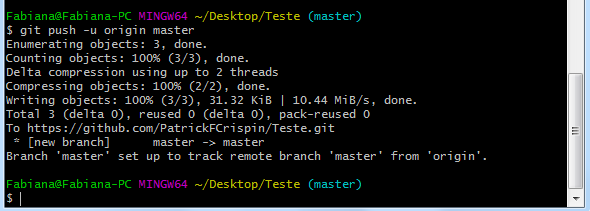 Fabiana@Fabiana-PC MINGW64 ~/Desktop/Teste (master)
$ git push -u origin master
Enumerating objects: 3, done.
Counting objects: 100% (3/3), done.
Delta compression using up to 2 threads
Compressing objects: 100% (2/2), done.
Writing objects: 100% (3/3), 31.32 KiB | 10.44 MiB/s, done.
Total 3 (delta 0), reused 0 (delta 0), pack-reused 0
To https://github.com/PatrickFCrispin/Teste.git
 * [new branch]      master -> master
Branch 'master' set up to track remote branch 'master' from 'origin'.
Fabiana@Fabiana-PC MINGW64 ~/Desktop/Teste (master)
$